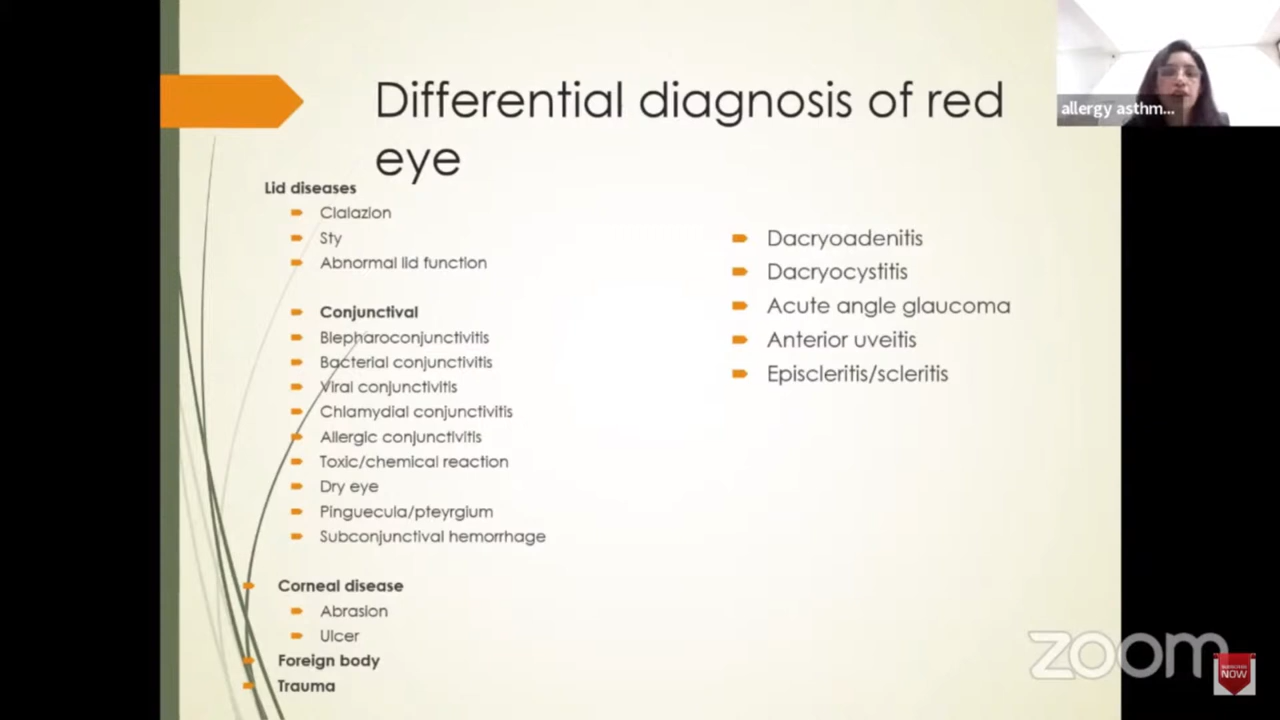 Differential diagnosis of red
eye
Lid diseases
Clalazion
Sty
Abnormal lid function
Conjunctival
Blepharoconjunctivitis
Bacterial conjunctivitis
Viral conjunctivitis
Chlamydial conjunctivitis
Allergic conjunctivitis
Toxic/chemical reaction
Dry eye
Pinguecula/pteyrgium
Subconjunctival hemorrhage
Corneal disease
Abrasion
Ulcer
Foreign body
Trauma
Dacryoadenitis
Dacryocystitis
Acute angle glaucoma
Anterior uveitis
Episcleritis/scleritis
allergy asthm...
zoom
NOW